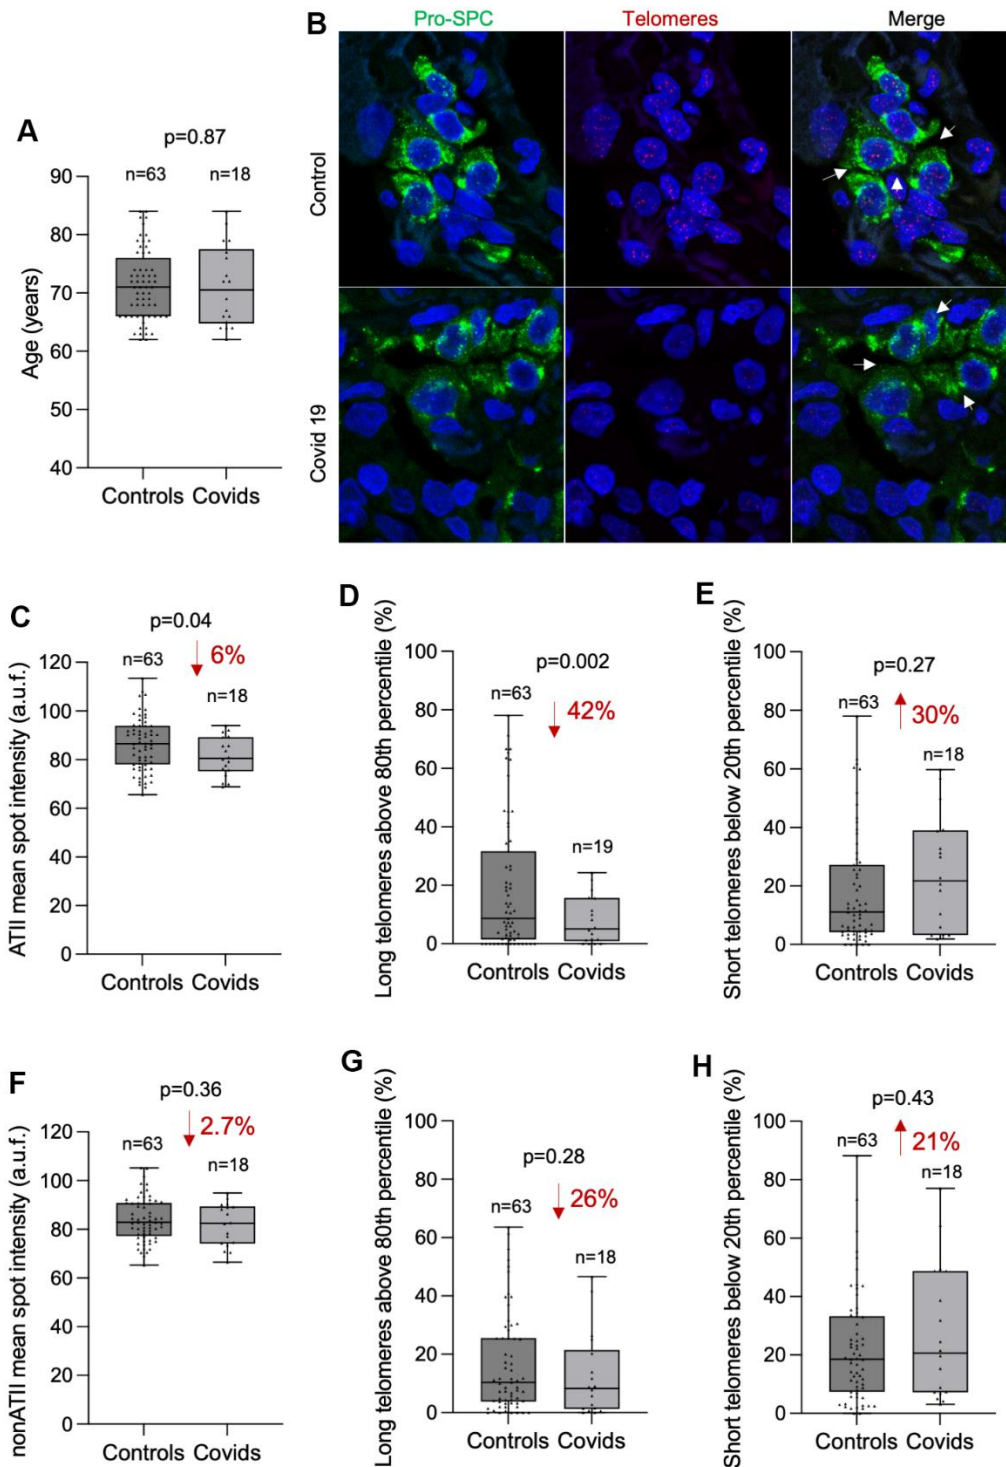 B
Pro-SPC
Telomeres
Merge
Control
Covid 19
A
p=0.87
n=63
n=18
90
80
70
60
50
40
Age (years)
Controls
Covids
C
p=0.04
6%
n=63
n=18
120
100
80
60
40
20
0
ATII mean spot intensity (a.u.f.)
Controls
Covids
D
p=0.002
n=63
42%
n=19
100
80
60
40
20
0
Long telomeres above 80th percentile (%)
Controls
Covids
E
p=0.27
n=63
30%
n=18
100
80
60
40
20
0
Short telomeres below 20th percentile (%)
Controls
Covids
F
p=0.36
2.7%
n=63
n=18
120
100
80
60
40
20
0
nonATII mean spot intensity (a.u.f.)
Controls
Covids
G
p=0.28
n=63
26%
n=18
100
80
60
40
20
0
Long telomeres above 80th percentile (%)
Controls
Covids
H
p=0.43
n=63
21%
n=18
100
80
60
40
20
0
Short telomeres below 20th percentile (%)
Controls
Covids